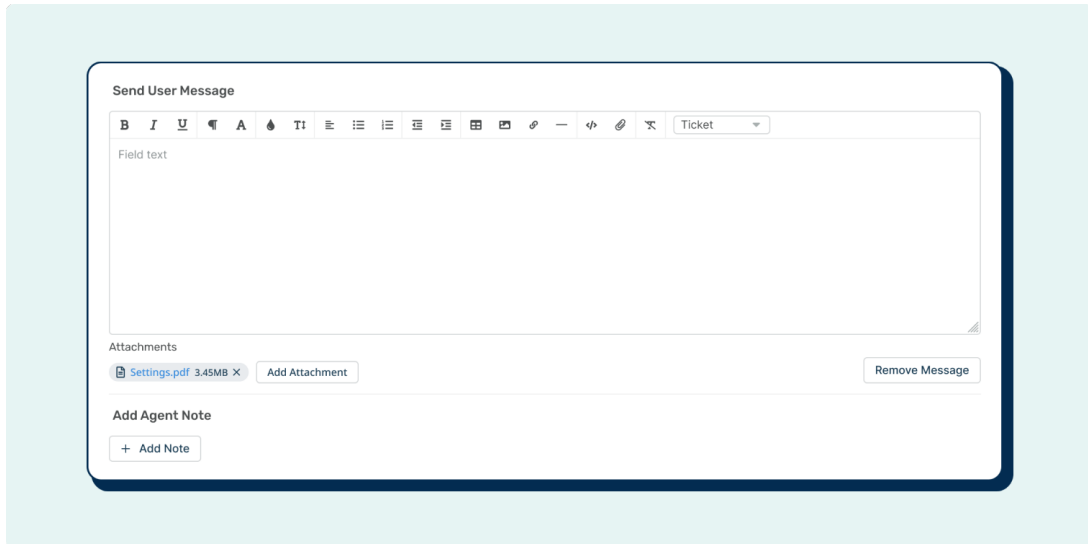 Send User Message
B I U ¶ A T </> T Ticket
Field text
Attachments
Settings.pdf 3.45MB × Add Attachment Remove Message
Add Agent Note
+ Add Note